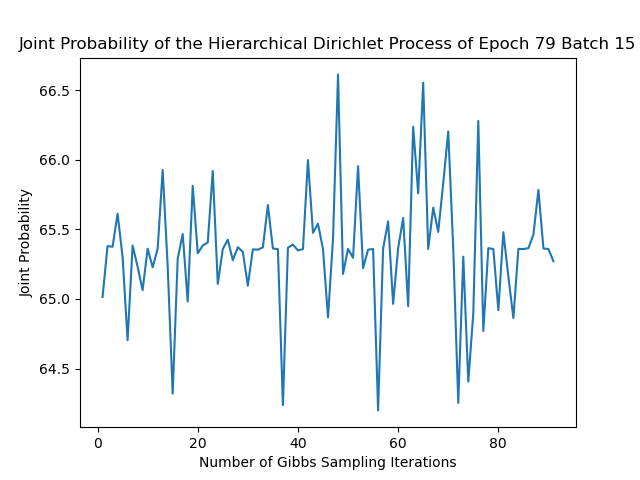 Joint Probability of the Hierarchical Dirichlet Process of Epoch 79 Batch 15
66.5
66.0
65.5
65.0
64.5
Joint Probability
0 20 40 60 80
Number of Gibbs Sampling Iterations